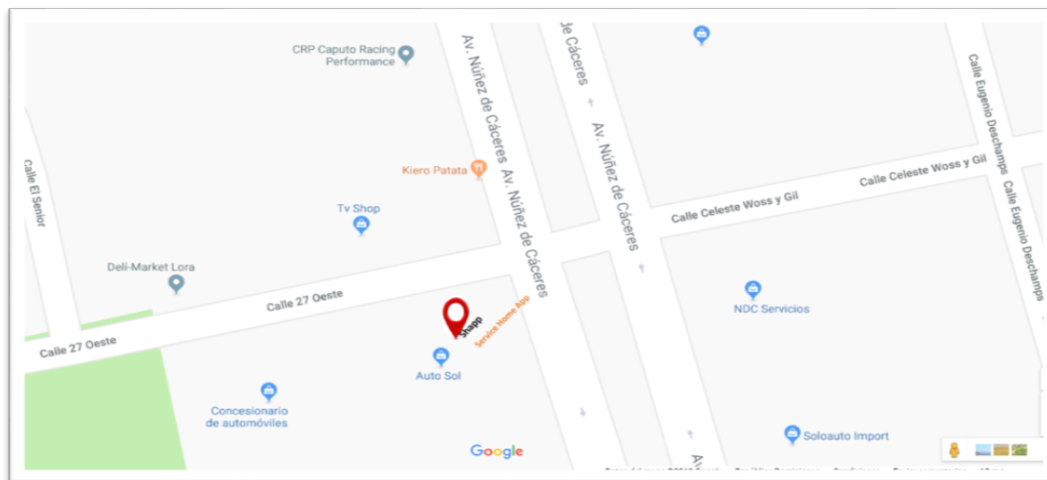 CRP Caputo Racing
Performance
Av. Núñez de Cáceres
de Cáceres
Av. Núñez de Cáceres
Calle Eugenio Deschamps
Kiero Patata
Av. Núñez de Cáceres
Calle Celeste Woss y Gil
Calle Celeste Woss y Gil
Calle El Senior
Tv Shop
Calle Eugenio Deschamps
Deli-Market Lora
Calle 27 Oeste
NDC Servicios
Shapp
Service Home App
Calle 27 Oeste
Auto Sol
Concesionario
de automóviles
Soloauto Import
Google